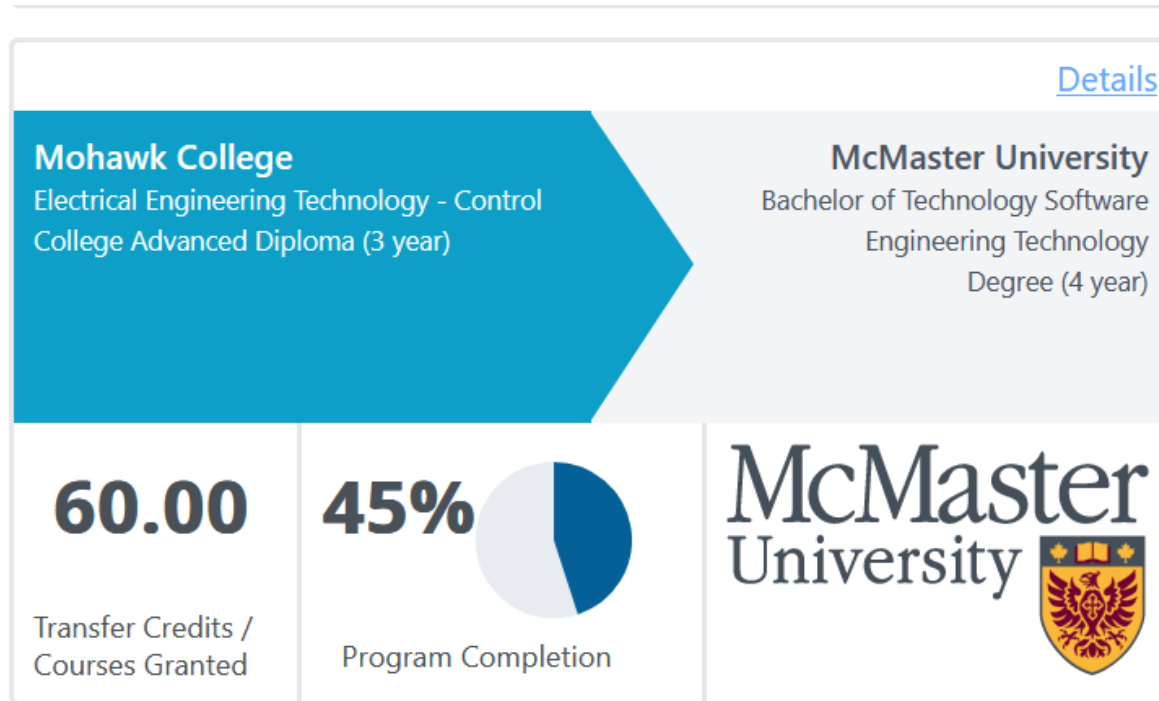 Details
Mohawk College
Electrical Engineering Technology - Control
College Advanced Diploma (3 year)
McMaster University
Bachelor of Technology Software
Engineering Technology
Degree (4 year)
60.00
Transfer Credits /
Courses Granted
45%
Program Completion
McMaster
University